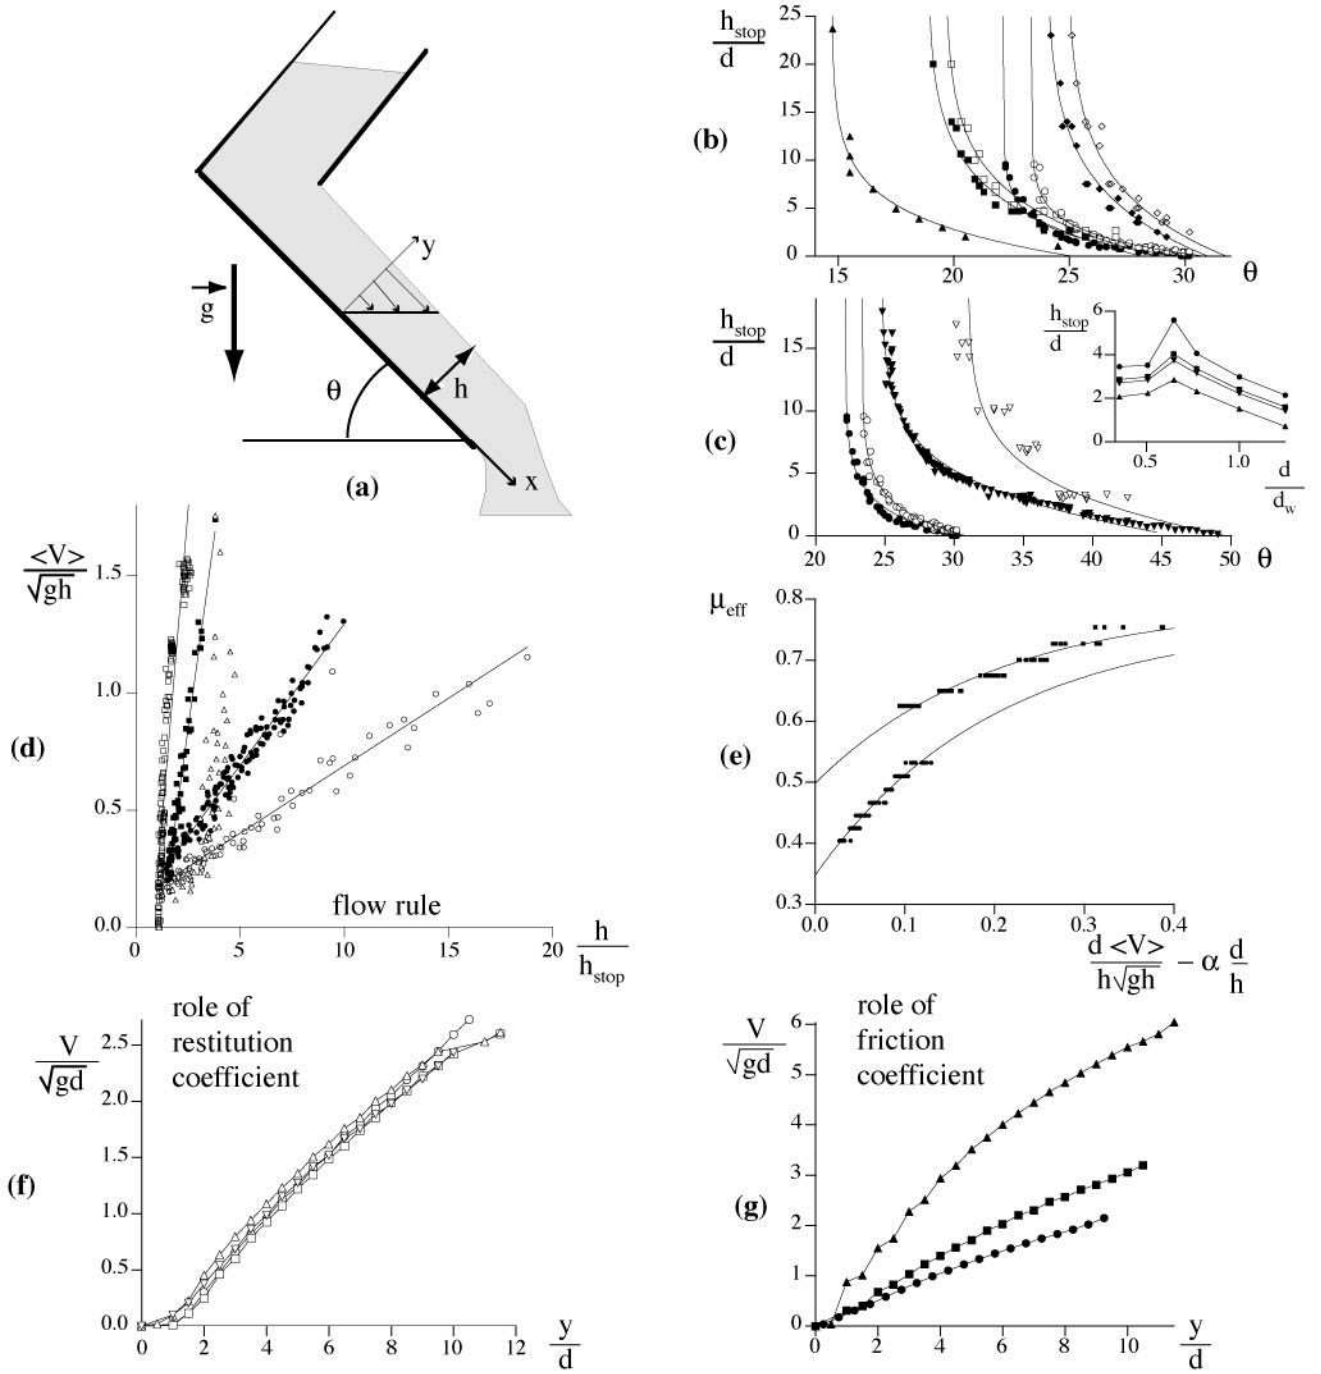 y
g
θ
h
x
(a)
h_stop
d
25
20
15
10
5
0
15
20
25
30
θ
(b)
h_stop
d
15
10
5
0
20
25
30
35
40
45
50
θ
(c)
h_stop
d
6
4
2
0
0.5
1.0
d
d_w
<V>
√gh
1.5
1.0
0.5
0.0
0
5
10
15
20
h
h_stop
flow rule
(d)
μ_eff
0.8
0.7
0.6
0.5
0.4
0.3
0.0
0.1
0.2
0.3
0.4
d <V>
h√gh
− α
d
h
(e)
role of
restitution
coefficient
V
√gd
2.5
2.0
1.5
1.0
0.5
0.0
0
2
4
6
8
10
12
y
d
(f)
role of
friction
coefficient
V
√gd
6
5
4
3
2
1
0
0
2
4
6
8
10
y
d
(g)